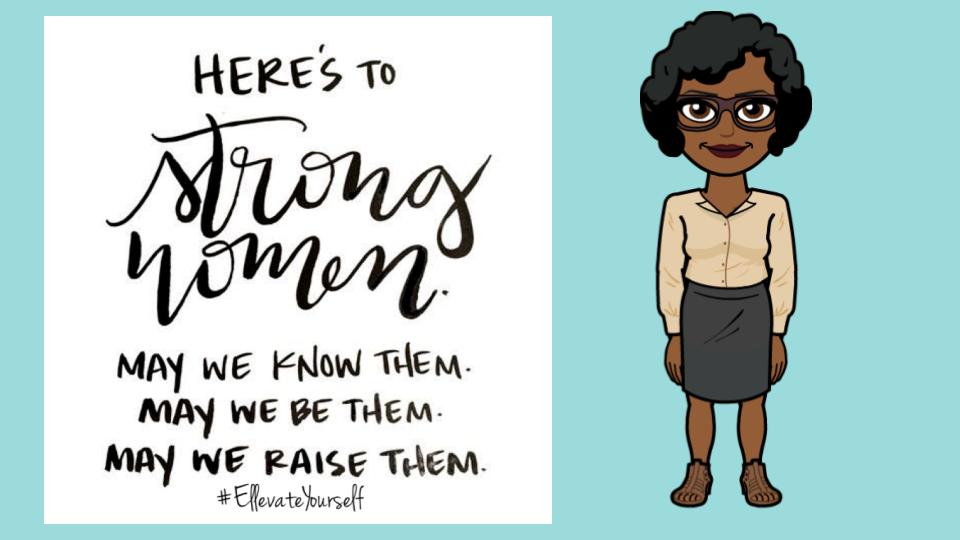 HERE'S TO
strong
women.
MAY WE KNOW THEM.
MAY WE BE THEM.
MAY WE RAISE THEM.
#EllevateYourself